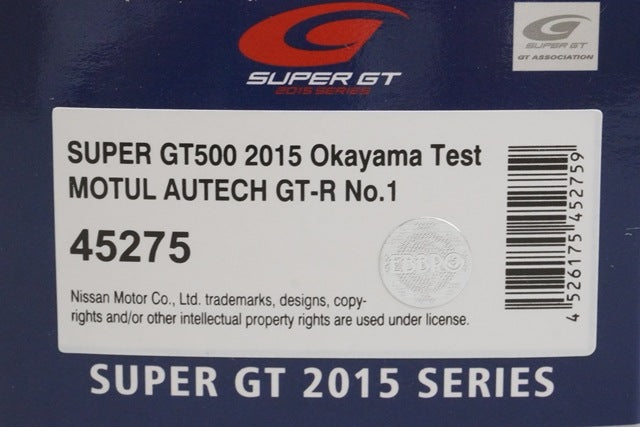 SUPER GT
2015 SERIES
SUPER GT
GT ASSOCIATION
SUPER GT500 2015 Okayama Test
MOTUL AUTECH GT-R No.1
45275
EBBRO
Nissan Motor Co., Ltd. trademarks, designs, copy-
rights and/or other intellectual property rights are used under license.
4 526175 452759
SUPER GT 2015 SERIES